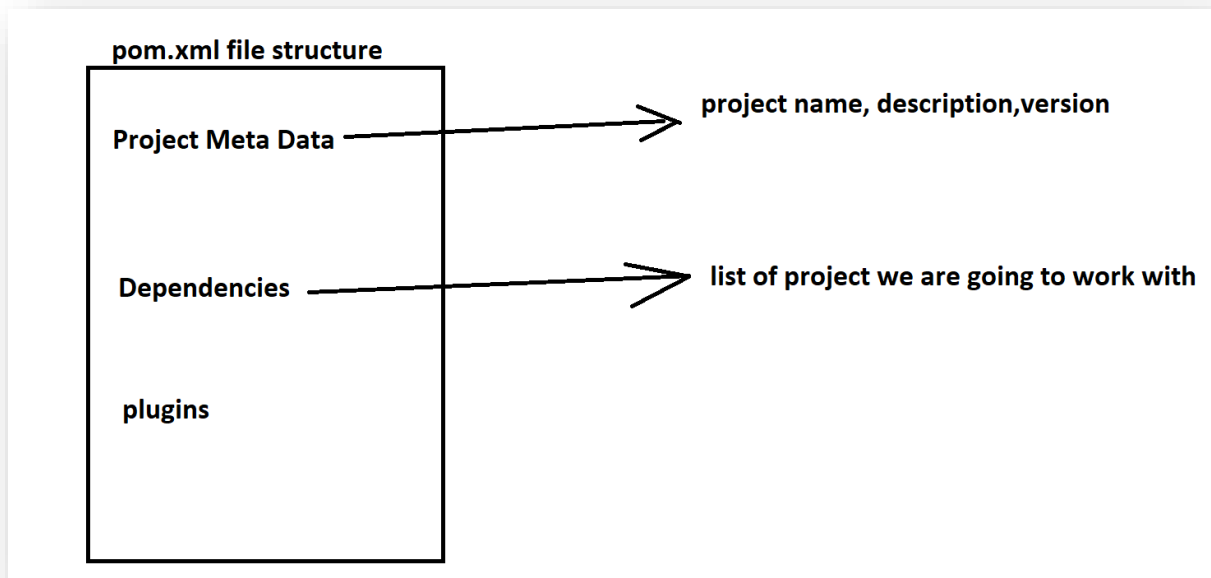 pom.xml file structure
project name, description,version
Project Meta Data
list of project we are going to work with
Dependencies
plugins